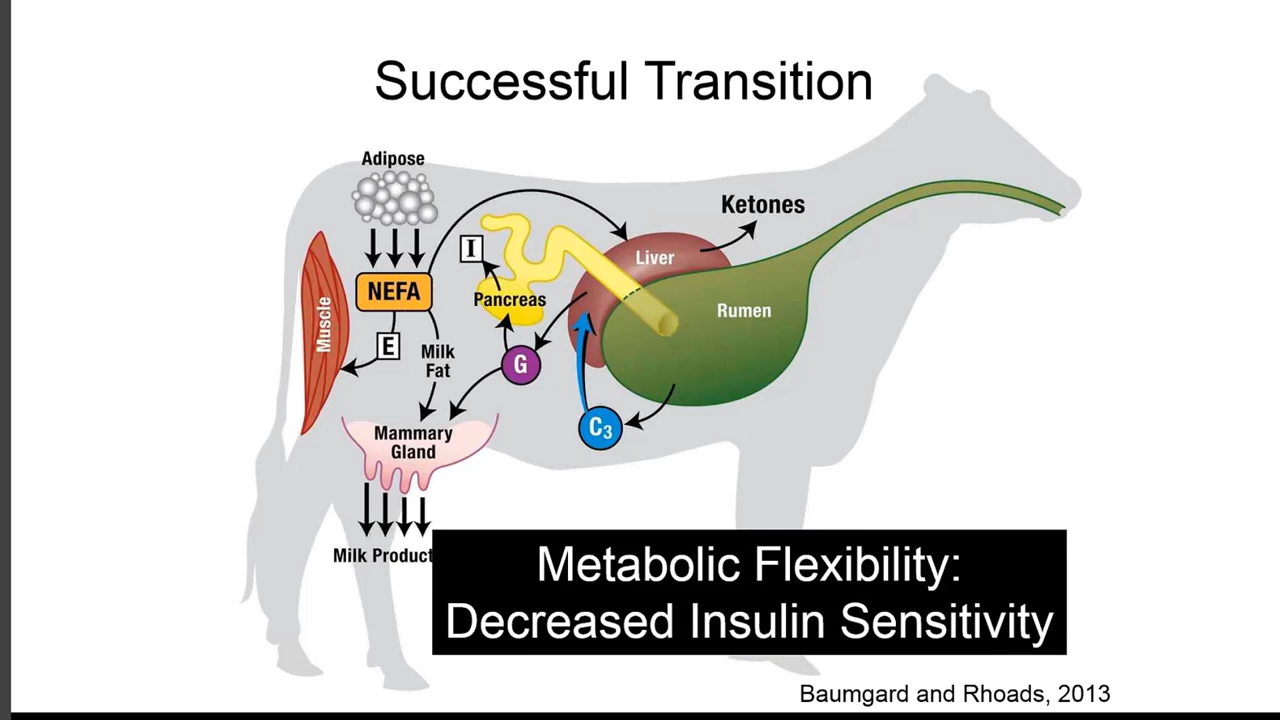 Successful Transition
Adipose
Ketones
I
Liver
NEFA
Pancreas
Rumen
Muscle
E
Milk
Fat
G
C3
Mammary
Gland
Milk Product
Metabolic Flexibility:
Decreased Insulin Sensitivity
Baumgard and Rhoads, 2013